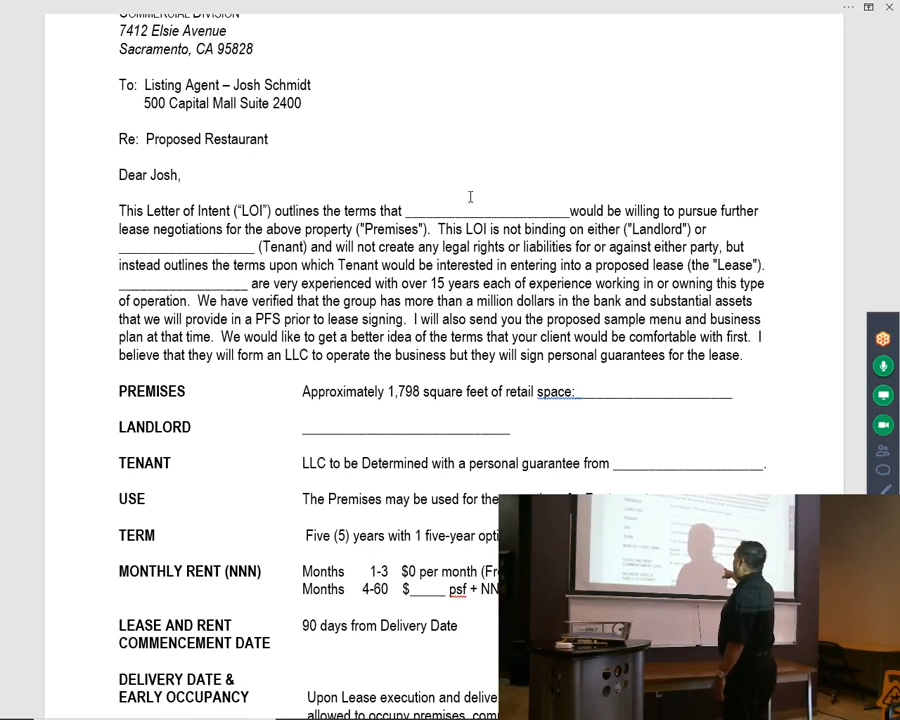 COMMERCIAL DIVISION
7412 Elsie Avenue
Sacramento, CA 95828
To: Listing Agent – Josh Schmidt
500 Capital Mall Suite 2400
Re: Proposed Restaurant
Dear Josh,
This Letter of Intent (“LOI”) outlines the terms that ______________________would be willing to pursue further
lease negotiations for the above property ("Premises"). This LOI is not binding on either ("Landlord") or
__________________ (Tenant) and will not create any legal rights or liabilities for or against either party, but
instead outlines the terms upon which Tenant would be interested in entering into a proposed lease (the "Lease").
_________________ are very experienced with over 15 years each of experience working in or owning this type
of operation. We have verified that the group has more than a million dollars in the bank and substantial assets
that we will provide in a PFS prior to lease signing. I will also send you the proposed sample menu and business
plan at that time. We would like to get a better idea of the terms that your client would be comfortable with first. I
believe that they will form an LLC to operate the business but they will sign personal guarantees for the lease.
PREMISES Approximately 1,798 square feet of retail space:_____________________
LANDLORD ____________________________
TENANT LLC to be Determined with a personal guarantee from ____________________.
USE The Premises may be used for the
TERM Five (5) years with 1 five-year opti
MONTHLY RENT (NNN) Months 1-3 $0 per month (Fr
Months 4-60 $_____ psf + NN
LEASE AND RENT 90 days from Delivery Date
COMMENCEMENT DATE
DELIVERY DATE &
EARLY OCCUPANCY Upon Lease execution and delive
allowed to occupy premises, com